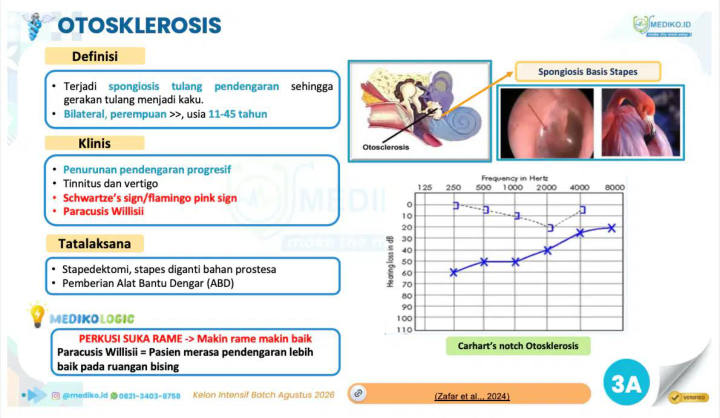 OTOSKLEROSIS
MEDIKO.ID
Definisi
• Terjadi spongiosis tulang pendengaran sehingga
gerakan tulang menjadi kaku.
• Bilateral, perempuan >>, usia 11-45 tahun
Klinis
• Penurunan pendengaran progresif
• Tinnitus dan vertigo
• Schwartze's sign/flamingo pink sign
• Paracusis Willisii
Tatalaksana
• Stapedektomi, stapes diganti bahan prostesa
• Pemberian Alat Bantu Dengar (ABD)
MEDIKOLOGIC
PERKUSI SUKA RAME -> Makin rame makin baik
Paracusis Willisii = Pasien merasa pendengaran lebih
baik pada ruangan bising
Spongiosis Basis Stapes
Otosclerosis
Frequency in Hertz
125 250 500 1000 2000 4000 8000
Hearing loss in dB
0
10
20
30
40
50
60
70
80
90
100
110
Carhart's notch Otosklerosis
3A
@mediko.id 0821-3403-8758 Kelon Intensif Batch Agustus 2026
(Zafar et al., 2024)
VERIFIED